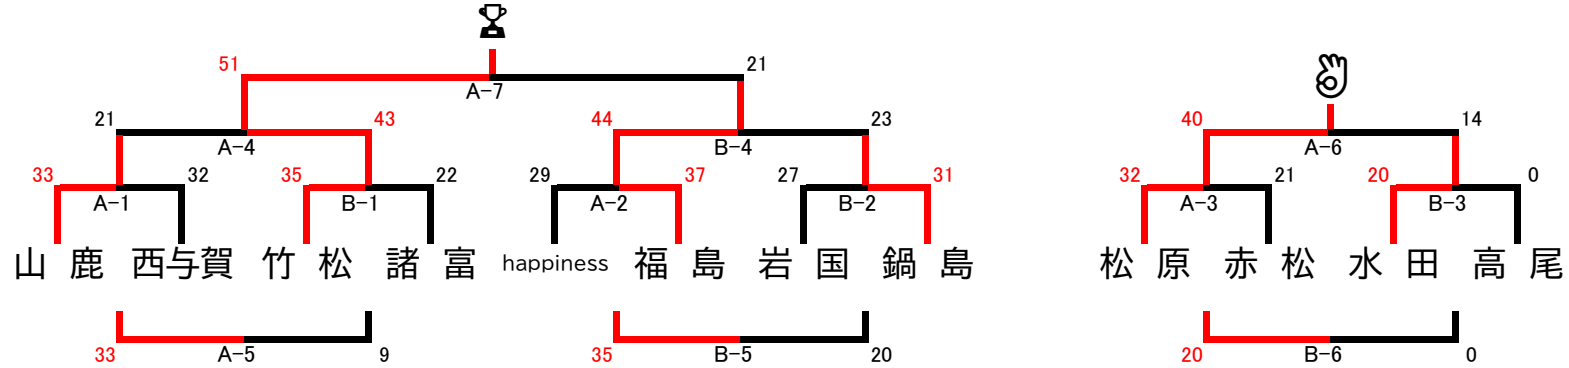 51 21
A-7
21 43 44 23 40 14
A-4 B-4 A-6
33 32 35 22 29 37 27 31 32 21 20 0
A-1 B-1 A-2 B-2 A-3 B-3
山鹿 西与賀 竹松 諸富 happiness 福島 岩国 鍋島 松原 赤松 水田 高尾
33 A-5 9 35 B-5 20 20 B-6 0